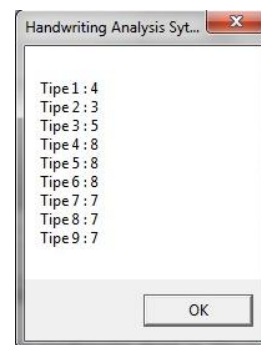 Handwriting Analysis Syt...
Tipe 1 : 4
Tipe 2 : 3
Tipe 3 : 5
Tipe 4 : 8
Tipe 5 : 8
Tipe 6 : 8
Tipe 7 : 7
Tipe 8 : 7
Tipe 9 : 7
OK